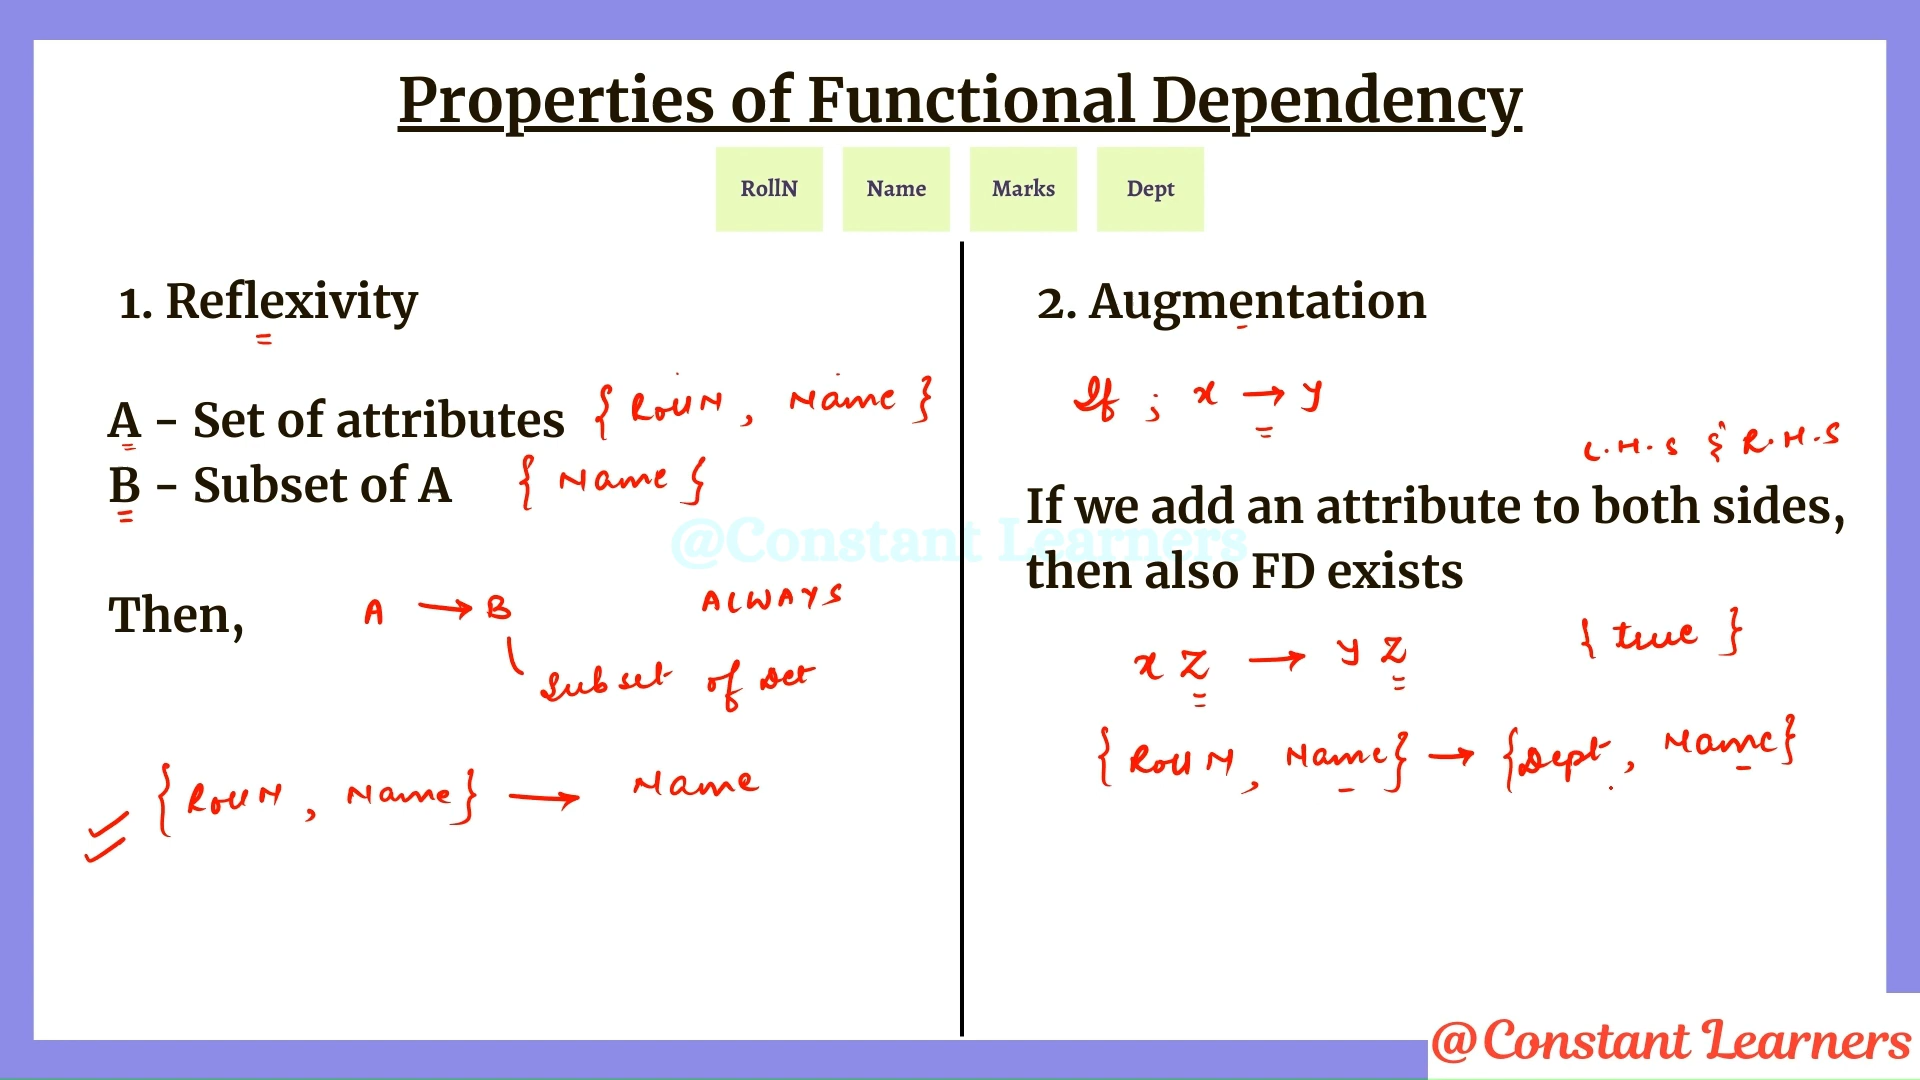 Properties of Functional Dependency
RollN Name Marks Dept
1. Reflexivity
A - Set of attributes { RollN, Name }
B - Subset of A { Name }
Then, A → B ALWAYS
Subset of Set
{ RollN, Name } → Name
2. Augmentation
If ; x → y
L.H.S & R.H.S
If we add an attribute to both sides,
then also FD exists
x z → y z { true }
{ RollN, Name } → { Dept, Name }
@Constant Learners
@Constant Learners